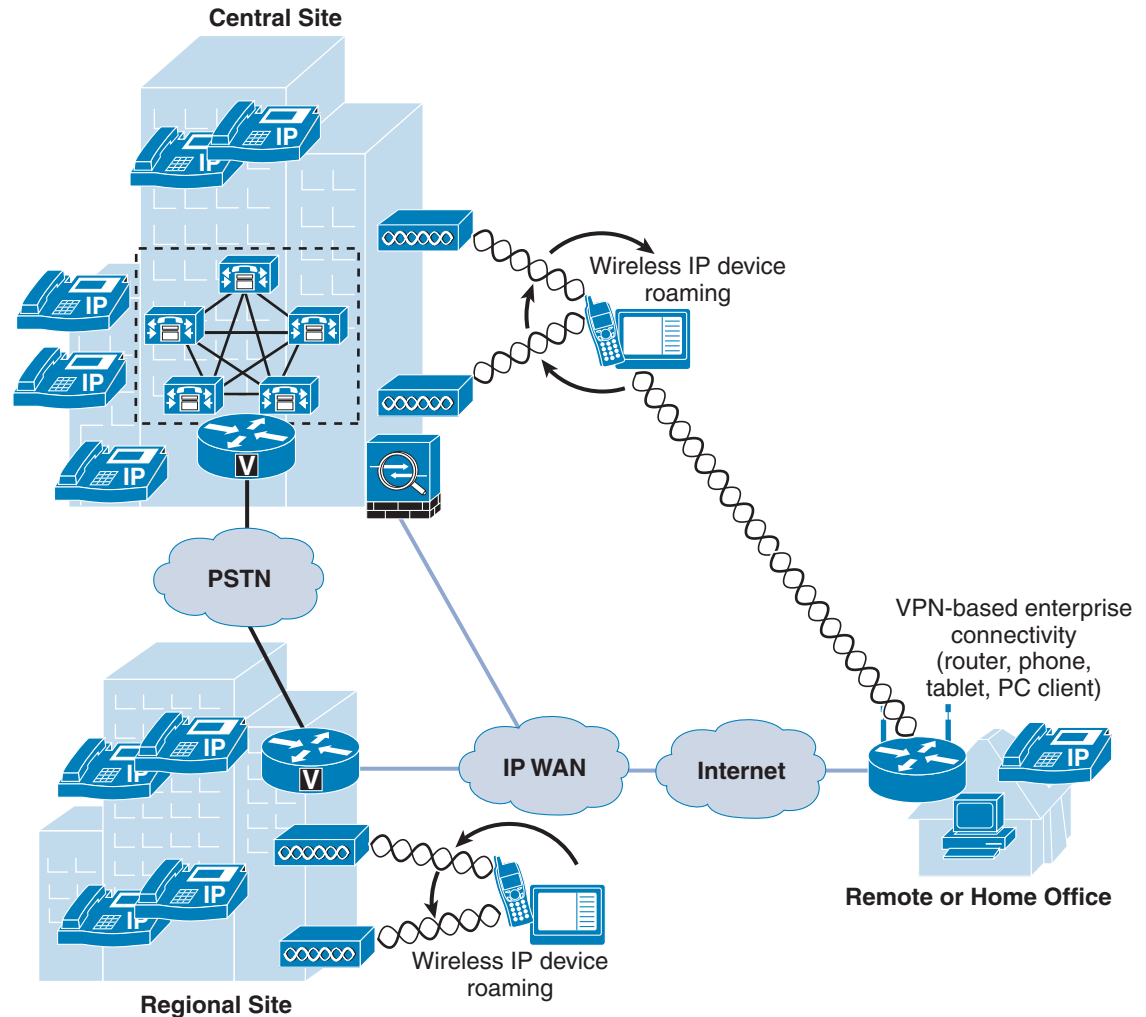 Central Site
IP
IP
IP
IP
IP
Wireless IP device
roaming
V
PSTN
VPN-based enterprise
connectivity
(router, phone,
tablet, PC client)
IP
IP
V
IP WAN
Internet
IP
IP
IP
Remote or Home Office
Wireless IP device
roaming
Regional Site